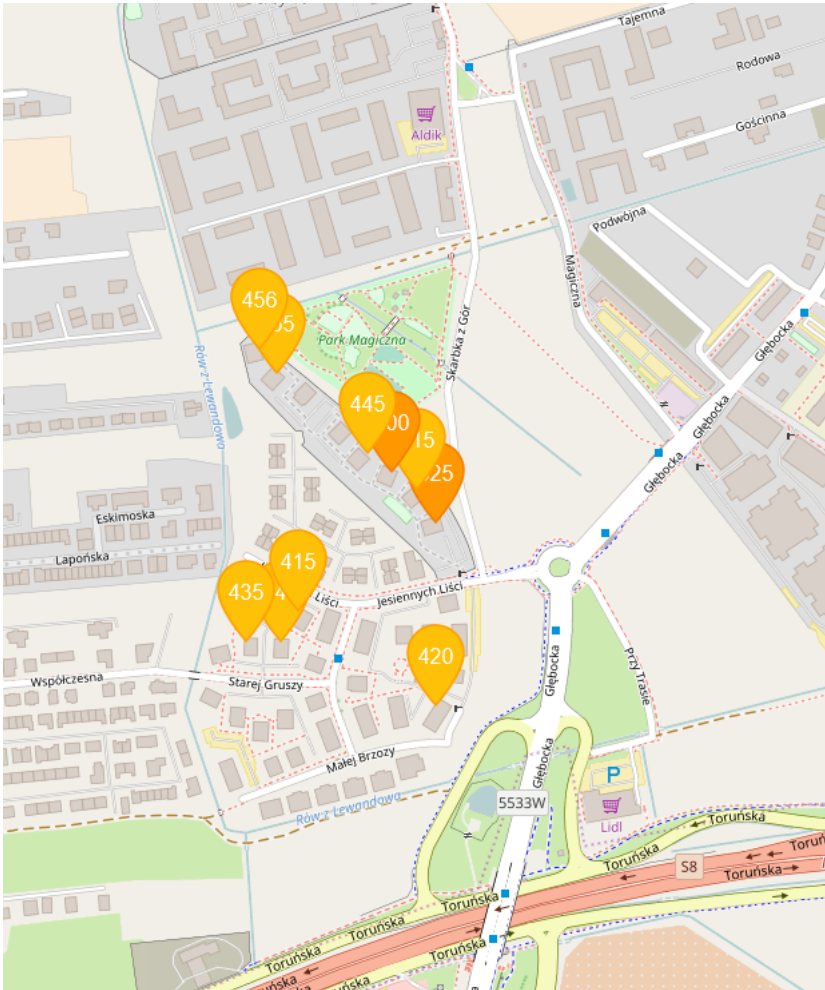 Tajemna
Rodowa
Aldik
Gościnna
Podwójna
Magiczna
456
Park Magiczna
Skarbka z Gór
Głębocka
Rów z Lewandowa
445
Głębocka
Głębocka
Eskimoska
Lapońska
415
435
Liści
Jesiennych Liści
420
Głębocka
Przy Trasie
Współczesna
Starej Gruszy
Małej Brzozy
Głębocka
P
5533W
Rów z Lewandowa
Lidl
Toruńska
Toruńska
S8
Toruńska
Toruńska
Toruńska
Toruńska
Toruńska